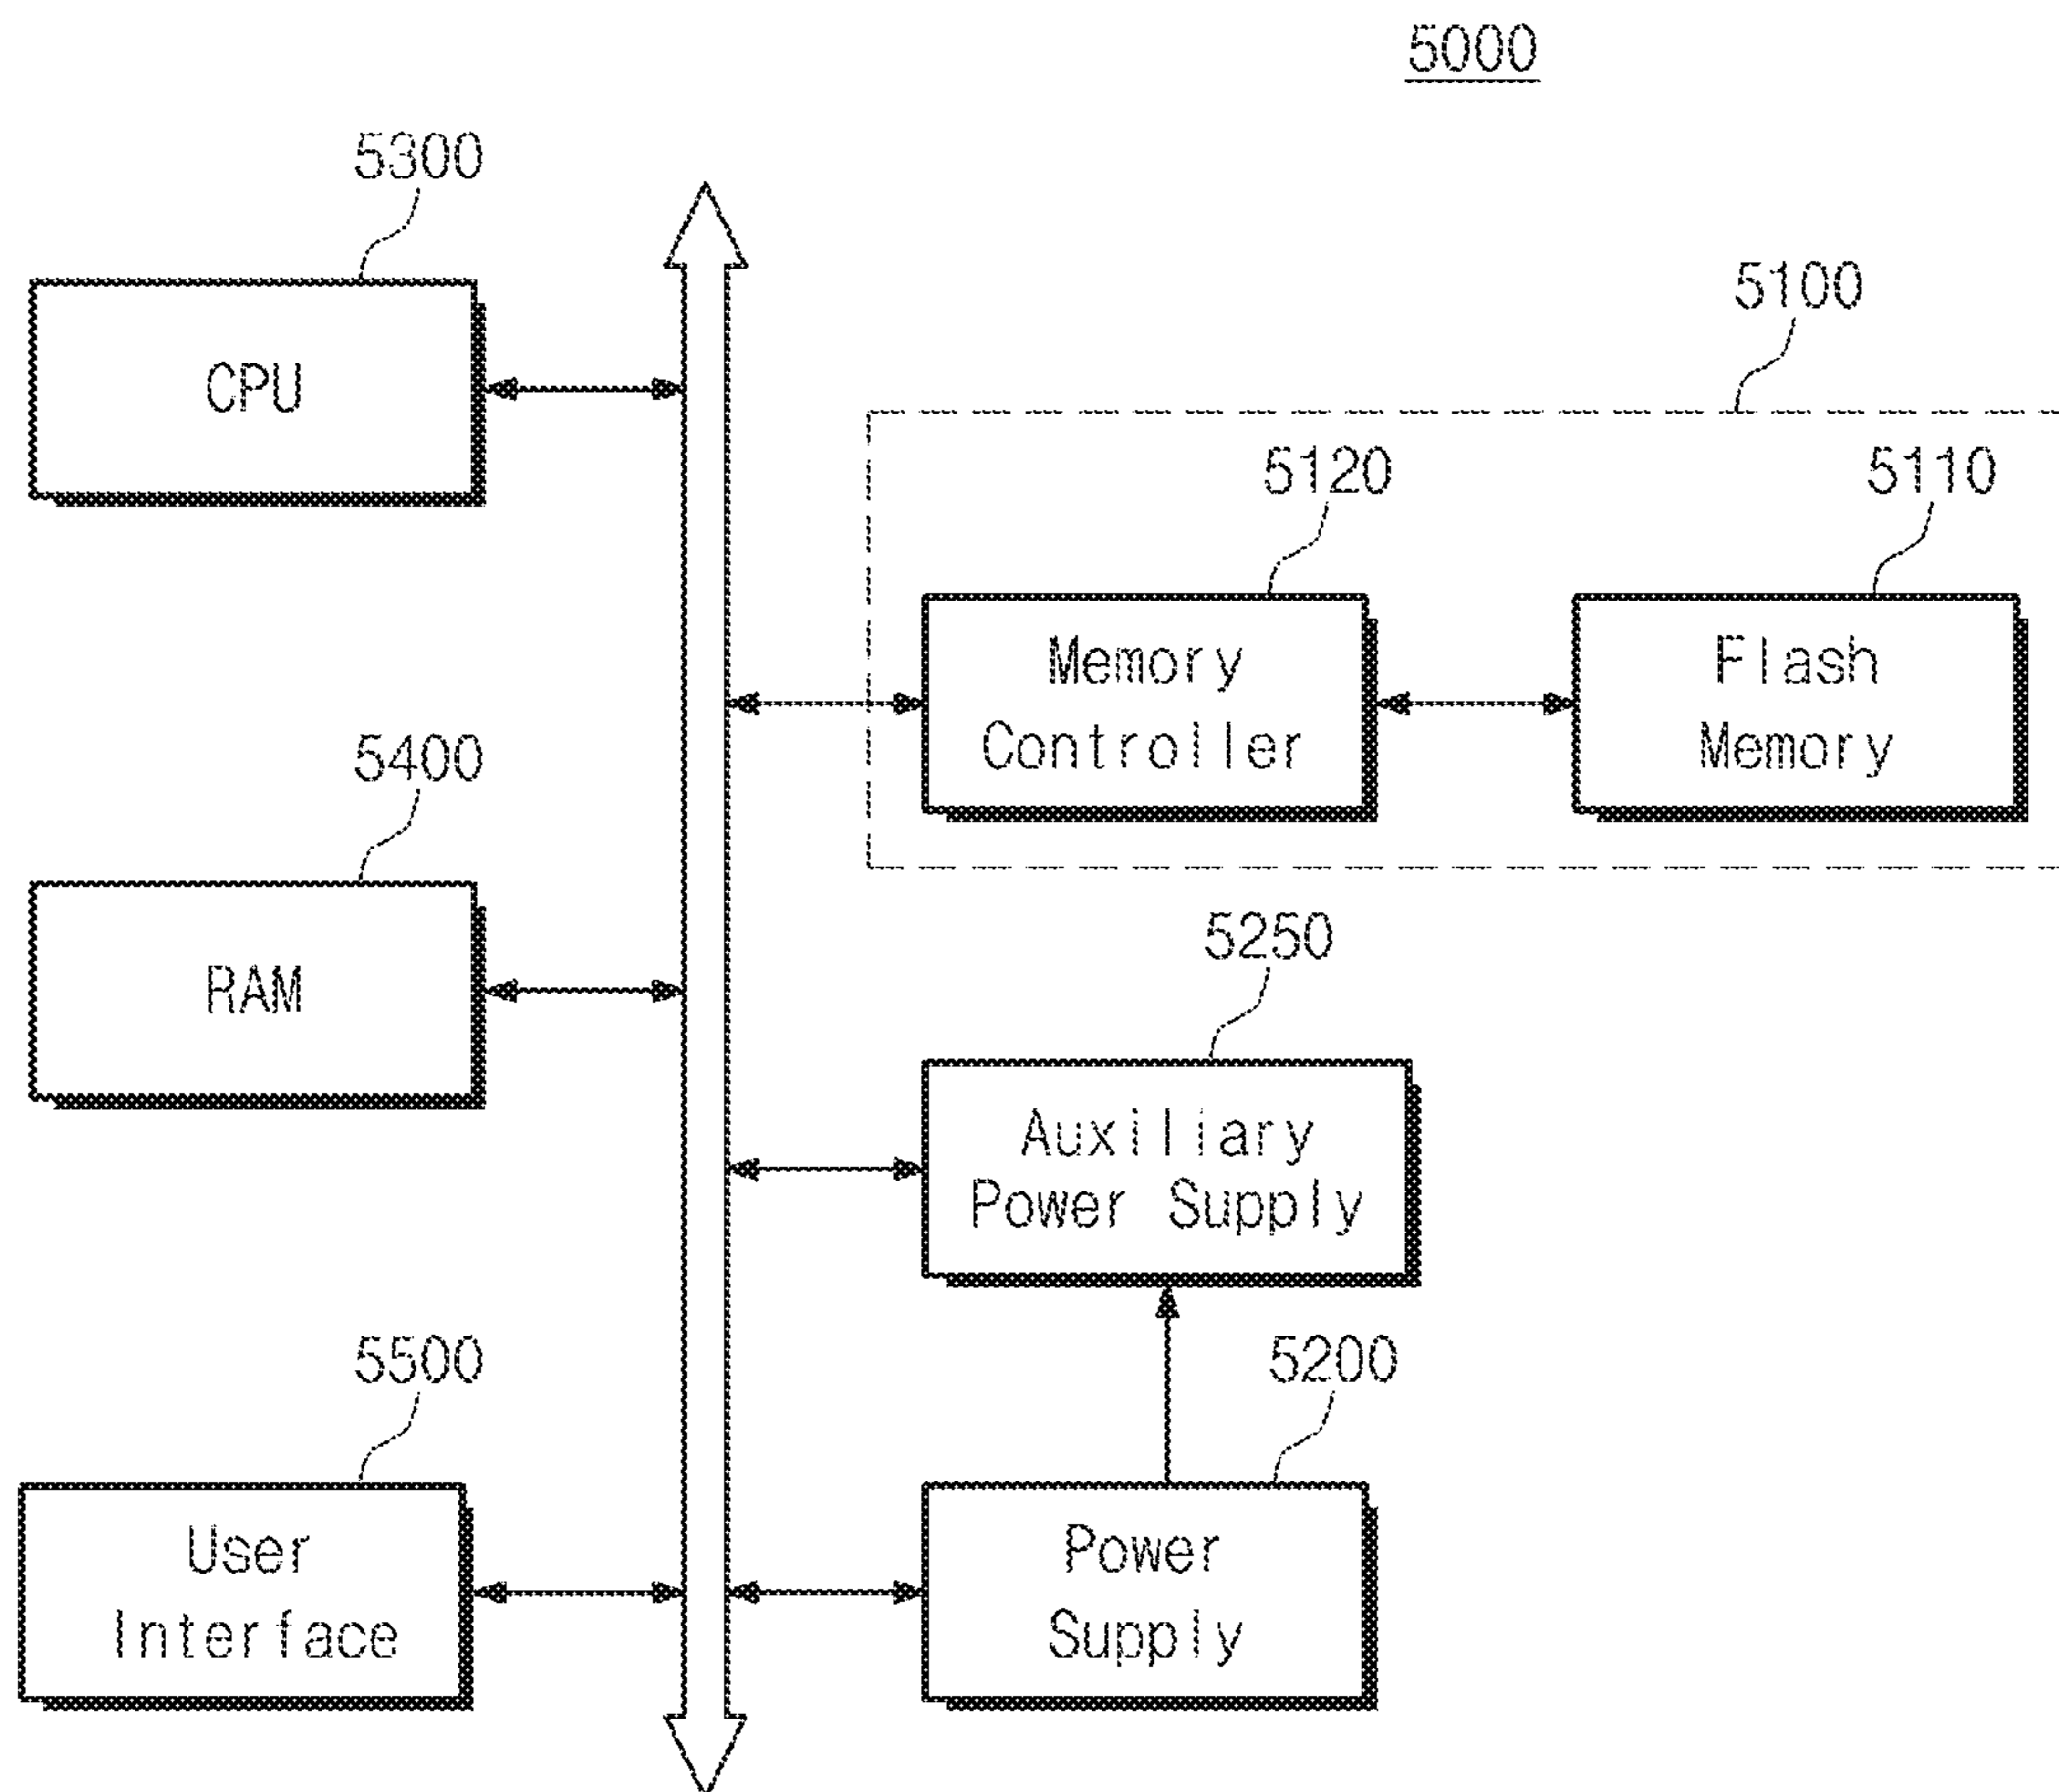 5000
5300
CPU
5100
5120
5110
Memory
Controller
Flash
Memory
5400
RAM
5250
Auxiliary
Power Supply
5500
User
Interface
5200
Power
Supply